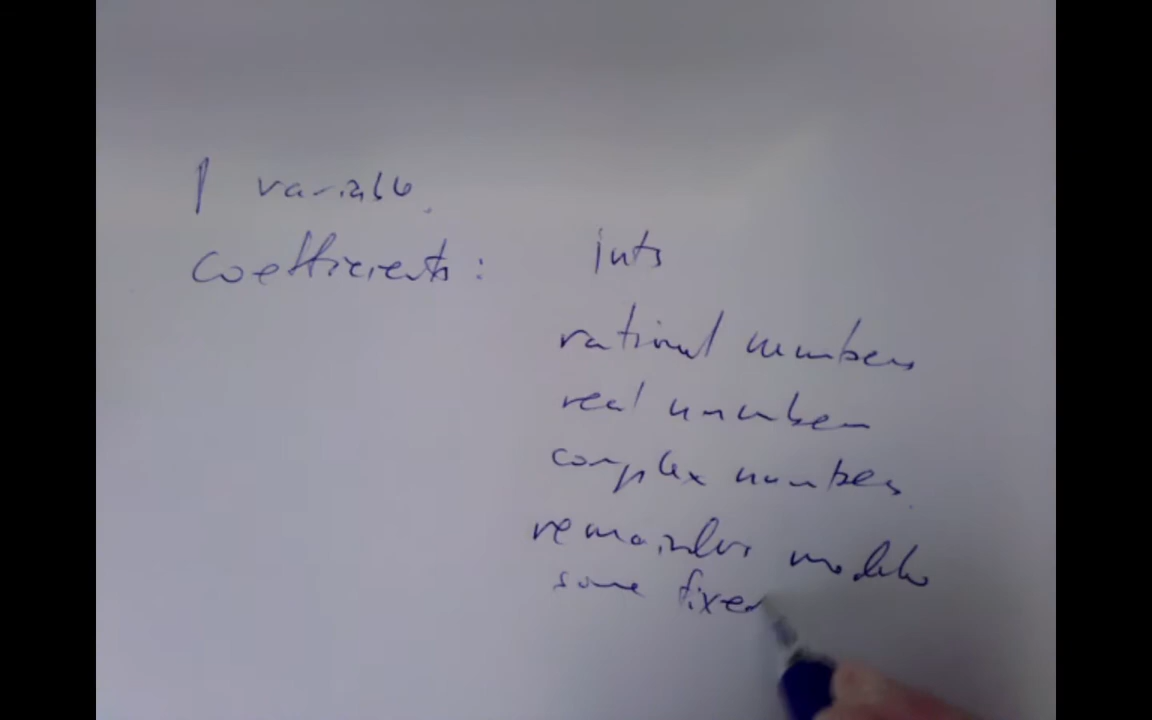 1 variable.
coefficients: ints
rational numbers
real numbers
complex numbers.
remainders modulo
some fixed